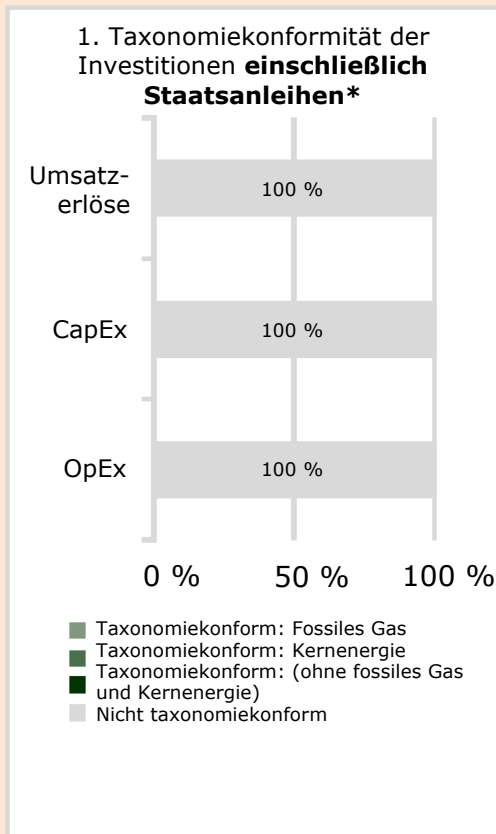 1. Taxonomiekonformität der
Investitionen einschließlich
Staatsanleihen*
Umsatz-
erlöse
100 %
CapEx
100 %
OpEx
100 %
0 %
50 %
100 %
Taxonomiekonform: Fossiles Gas
Taxonomiekonform: Kernenergie
Taxonomiekonform: (ohne fossiles Gas
und Kernenergie)
Nicht taxonomiekonform